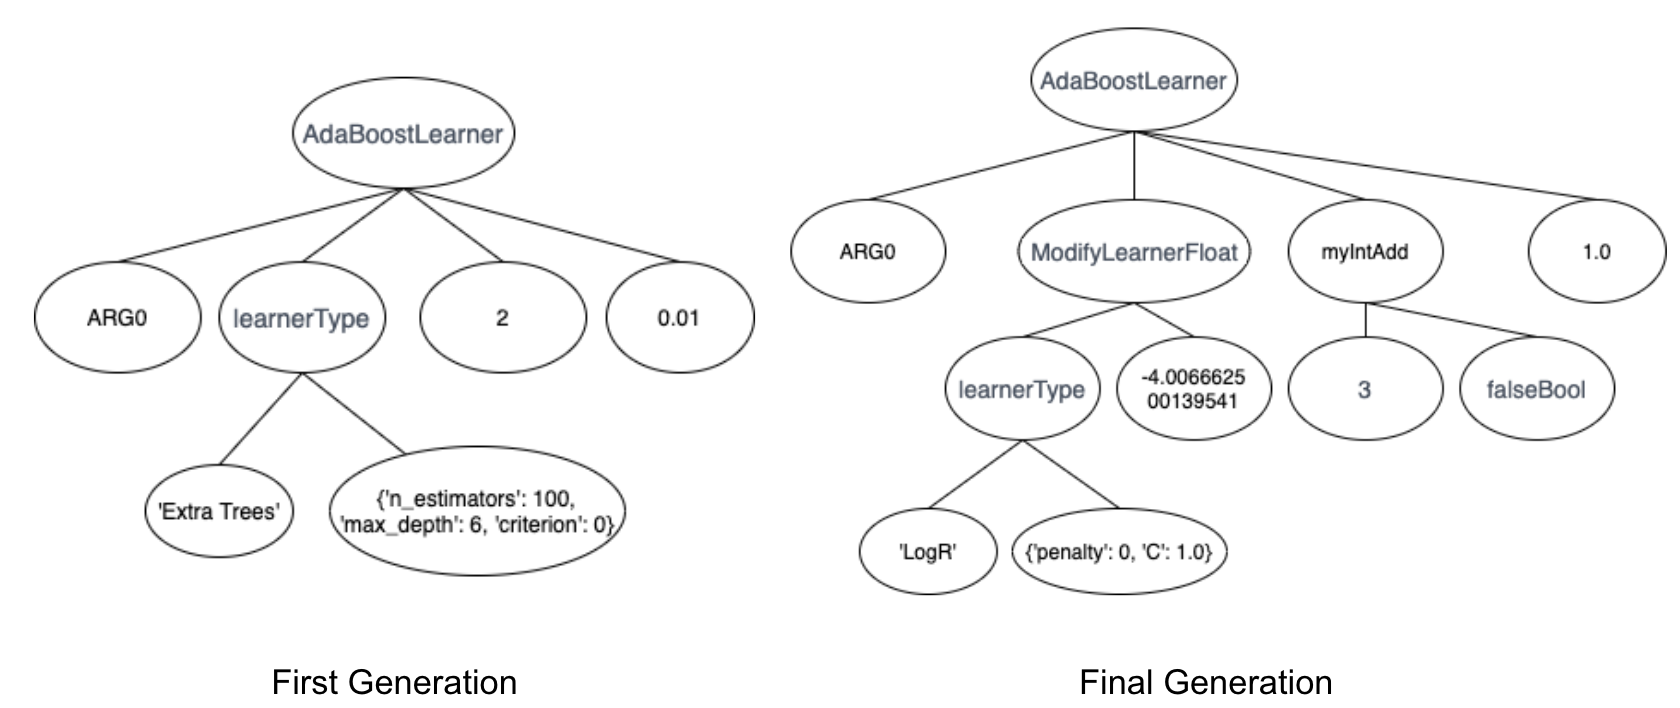 AdaBoostLearner
ARG0
learnerType
2
0.01
'Extra Trees'
{'n_estimators': 100,
'max_depth': 6, 'criterion': 0}
First Generation
AdaBoostLearner
ARG0
ModifyLearnerFloat
myIntAdd
1.0
learnerType
-4.0066625
00139541
3
falseBool
'LogR'
{'penalty': 0, 'C': 1.0}
Final Generation